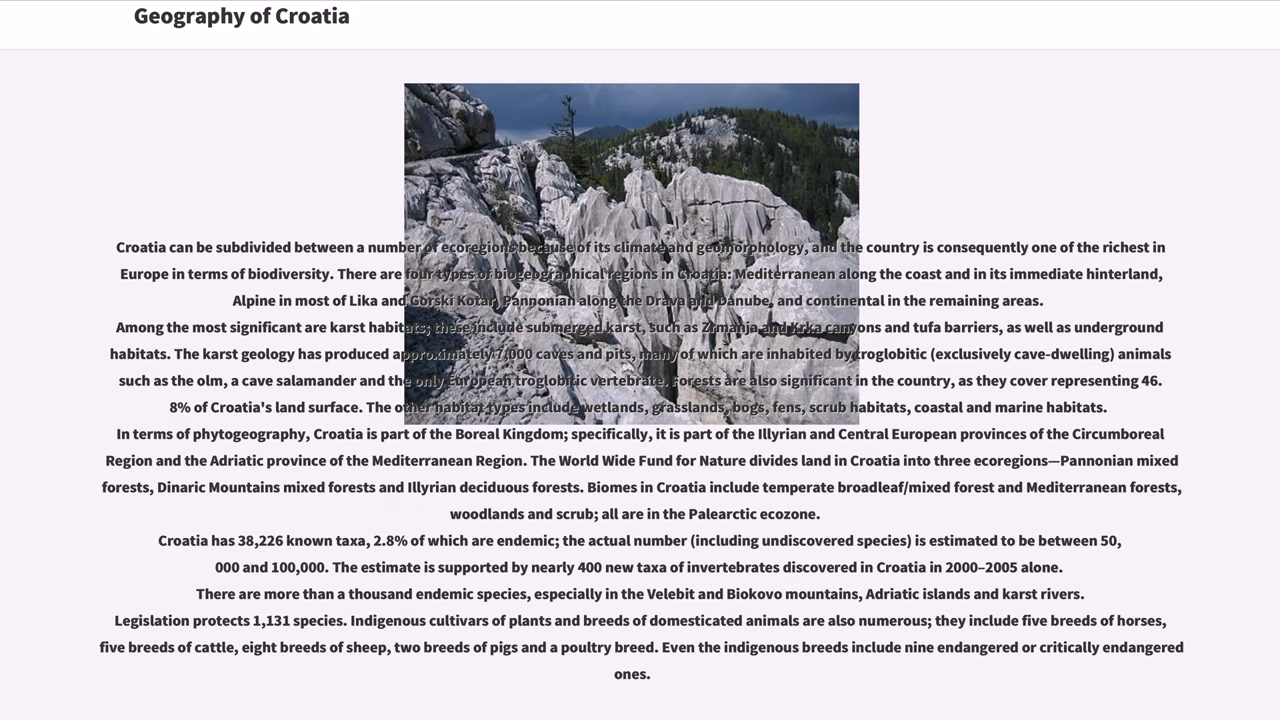 Geography of Croatia
Croatia can be subdivided between a number of ecoregions because of its climate and geomorphology, and the country is consequently one of the richest in
Europe in terms of biodiversity. There are four types of biogeographical regions in Croatia: Mediterranean along the coast and in its immediate hinterland,
Alpine in most of Lika and Gorski Kotar, Pannonian along the Drava and Danube, and continental in the remaining areas.
Among the most significant are karst habitats; these include submerged karst, such as Zrmanja and Krka canyons and tufa barriers, as well as underground
habitats. The karst geology has produced approximately 7,000 caves and pits, many of which are inhabited by troglobitic (exclusively cave-dwelling) animals
such as the olm, a cave salamander and the only European troglobitic vertebrate. Forests are also significant in the country, as they cover representing 46.
8% of Croatia's land surface. The other habitat types include wetlands, grasslands, bogs, fens, scrub habitats, coastal and marine habitats.
In terms of phytogeography, Croatia is part of the Boreal Kingdom; specifically, it is part of the Illyrian and Central European provinces of the Circumboreal
Region and the Adriatic province of the Mediterranean Region. The World Wide Fund for Nature divides land in Croatia into three ecoregions—Pannonian mixed
forests, Dinaric Mountains mixed forests and Illyrian deciduous forests. Biomes in Croatia include temperate broadleaf/mixed forest and Mediterranean forests,
woodlands and scrub; all are in the Palearctic ecozone.
Croatia has 38,226 known taxa, 2.8% of which are endemic; the actual number (including undiscovered species) is estimated to be between 50,
000 and 100,000. The estimate is supported by nearly 400 new taxa of invertebrates discovered in Croatia in 2000–2005 alone.
There are more than a thousand endemic species, especially in the Velebit and Biokovo mountains, Adriatic islands and karst rivers.
Legislation protects 1,131 species. Indigenous cultivars of plants and breeds of domesticated animals are also numerous; they include five breeds of horses,
five breeds of cattle, eight breeds of sheep, two breeds of pigs and a poultry breed. Even the indigenous breeds include nine endangered or critically endangered
ones.